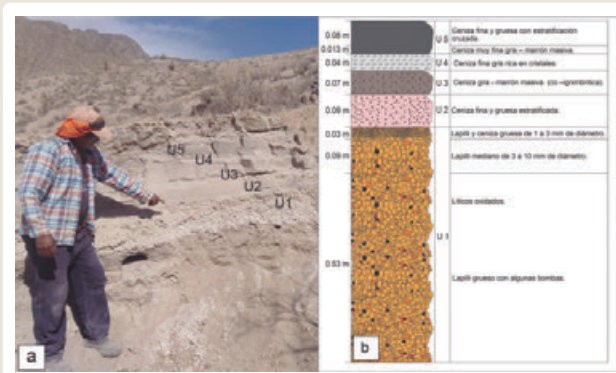 U5
U4
U3
U2
U1
a
0.06 m
U 5
Ceniza fina y gruesa con estratificación
cruzada.
0.013 m
Ceniza muy fina gris - marrón masiva.
0.04 m
U 4
Ceniza fina gris rica en cristales.
0.07 m
U 3
Ceniza gris - marrón masiva (co -ignimbrítica).
0.09 m
U 2
Ceniza fina y gruesa estratificada.
0.03 m
Lapilli y ceniza gruesa de 1 a 3 mm de diámetro.
0.09 m
Lapilli mediano de 3 a 10 mm de diámetro.
Líticos oxidados.
U 1
0.63 m
Lapilli grueso con algunas bombas.
b